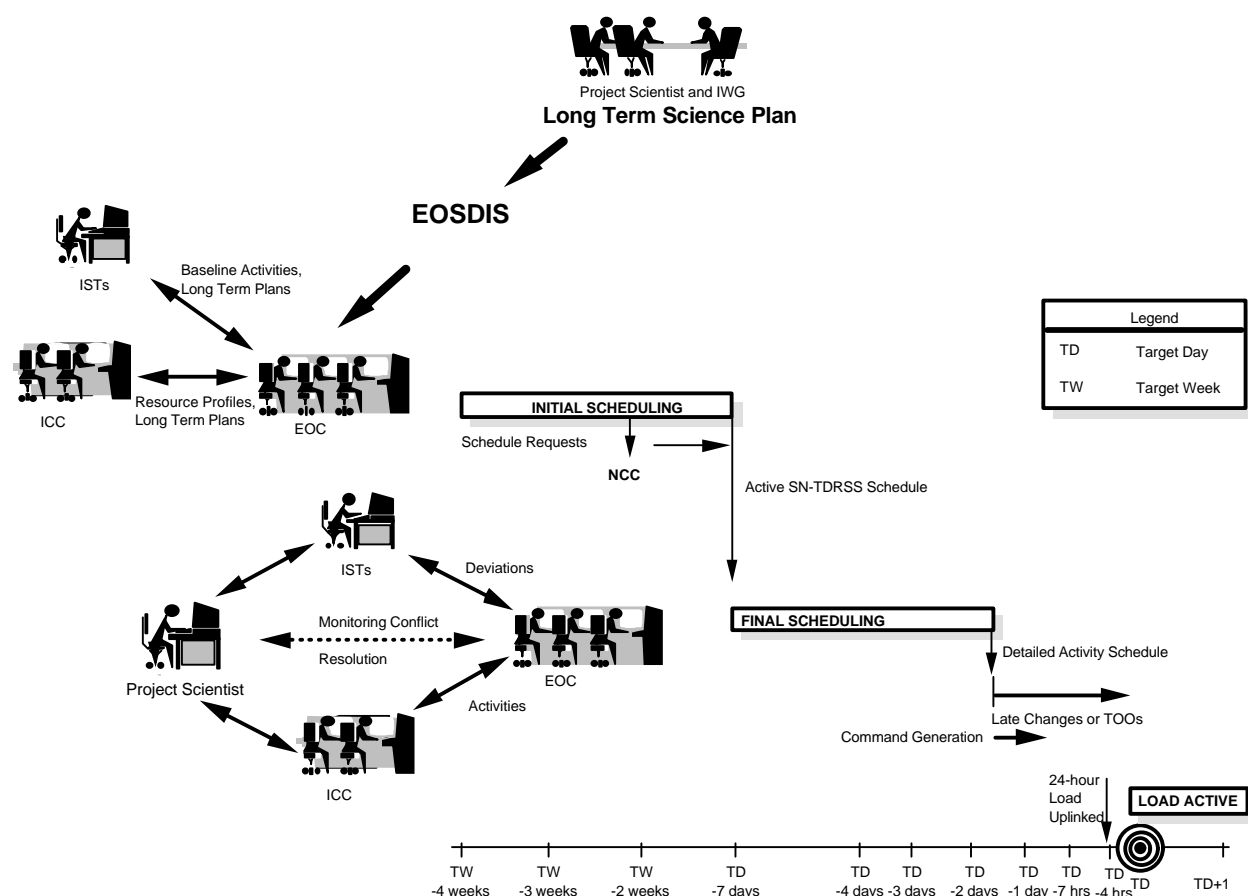 Project Scientist and IWG
Long Term Science Plan
EOSDIS
ISTs
Baseline Activities,
Long Term Plans
ICC
Resource Profiles,
Long Term Plans
EOC
Legend
TD Target Day
TW Target Week
INITIAL SCHEDULING
Schedule Requests
NCC
Active SN-TDRSS Schedule
ISTs
Deviations
Monitoring Conflict
Resolution
Project Scientist
EOC
Activities
ICC
FINAL SCHEDULING
Detailed Activity Schedule
Late Changes or TOOs
Command Generation
24-hour
Load
Uplinked
LOAD ACTIVE
TW
-4 weeks
TW
-3 weeks
TW
-2 weeks
TD
-7 days
TD
-4 days
TD
-3 days
TD
-2 days
TD
-1 day
TD
-7 hrs
TD
-4 hrs
TD
TD+1